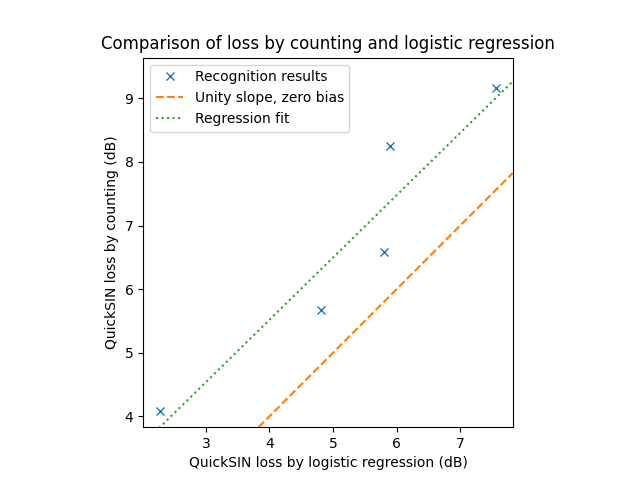 Comparison of loss by counting and logistic regression
Recognition results
Unity slope, zero bias
Regression fit
QuickSIN loss by counting (dB)
9
8
7
6
5
4
3 4 5 6 7
QuickSIN loss by logistic regression (dB)